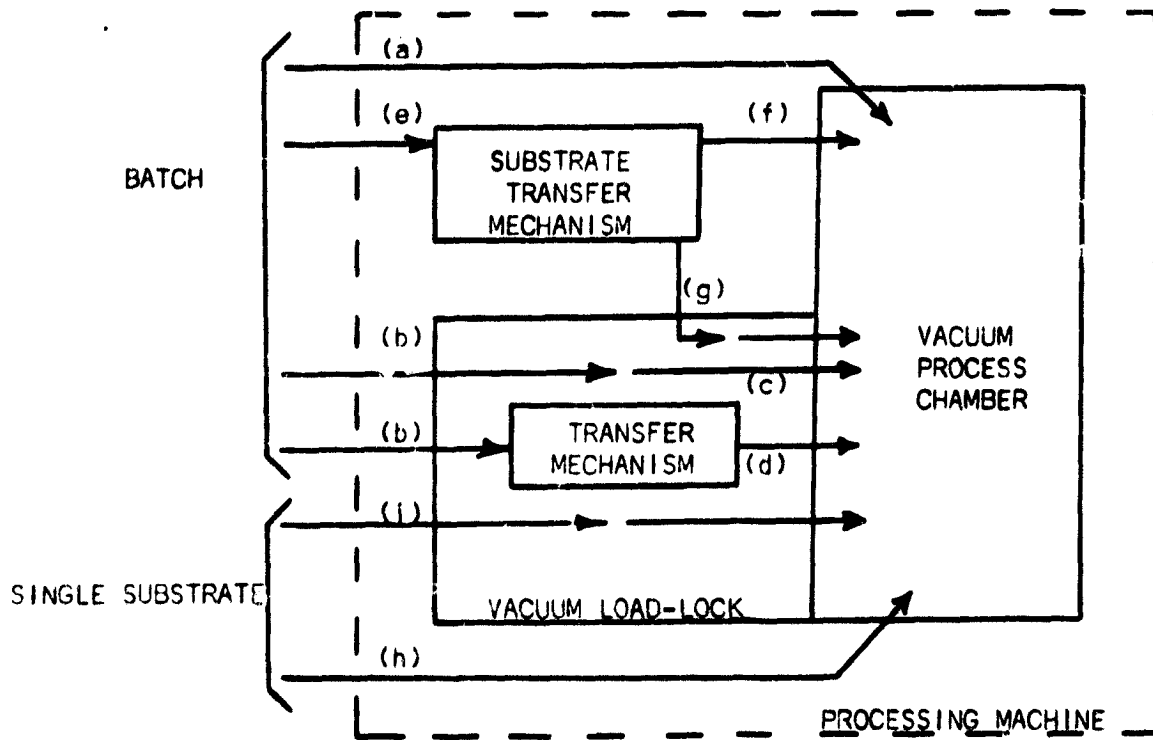 (a)
(e)
(f)
SUBSTRATE
TRANSFER
MECHANISM
BATCH
(g)
(b)
VACUUM
PROCESS
CHAMBER
(c)
(b)
TRANSFER
MECHANISM
(d)
(i)
SINGLE SUBSTRATE
VACUUM LOAD-LOCK
(h)
PROCESSING MACHINE